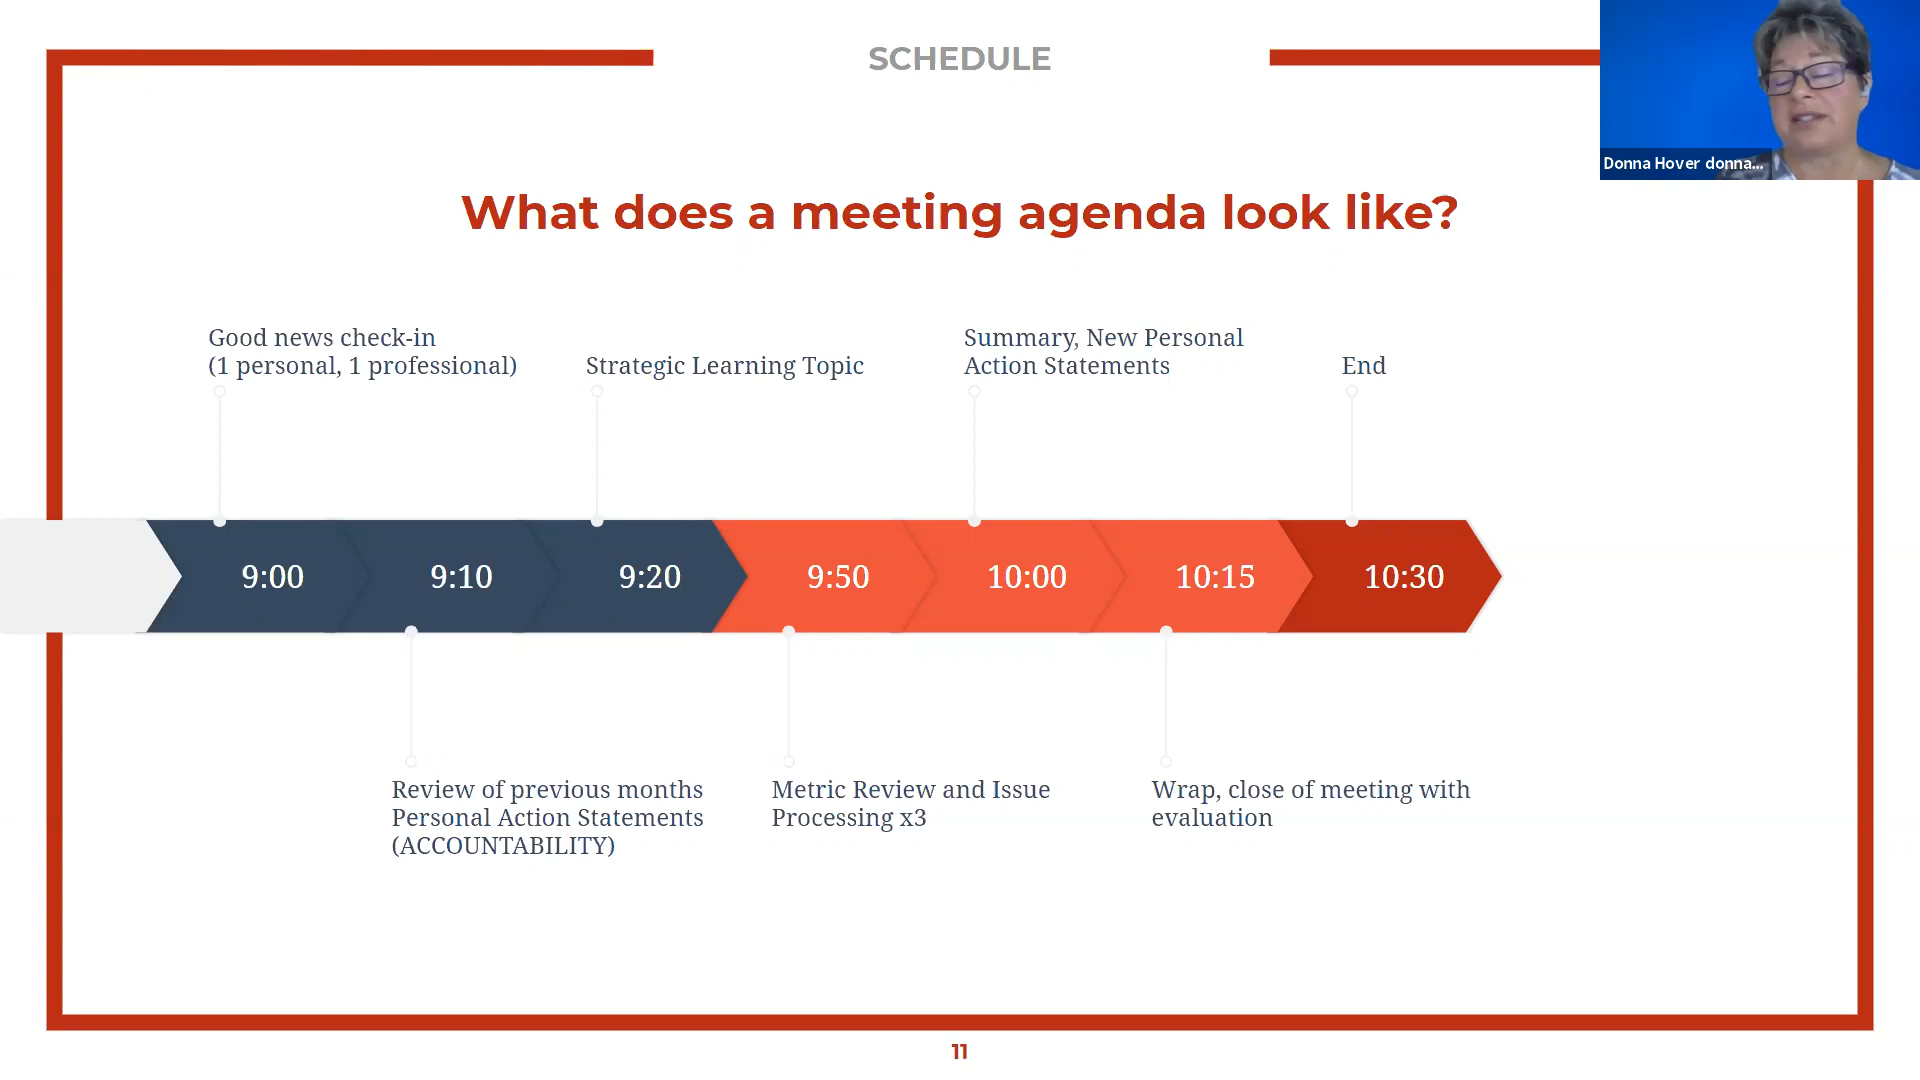 SCHEDULE
Donna Hover donna...
What does a meeting agenda look like?
Good news check-in
(1 personal, 1 professional)
Strategic Learning Topic
Summary, New Personal
Action Statements
End
9:00
9:10
9:20
9:50
10:00
10:15
10:30
Review of previous months
Personal Action Statements
(ACCOUNTABILITY)
Metric Review and Issue
Processing x3
Wrap, close of meeting with
evaluation
11